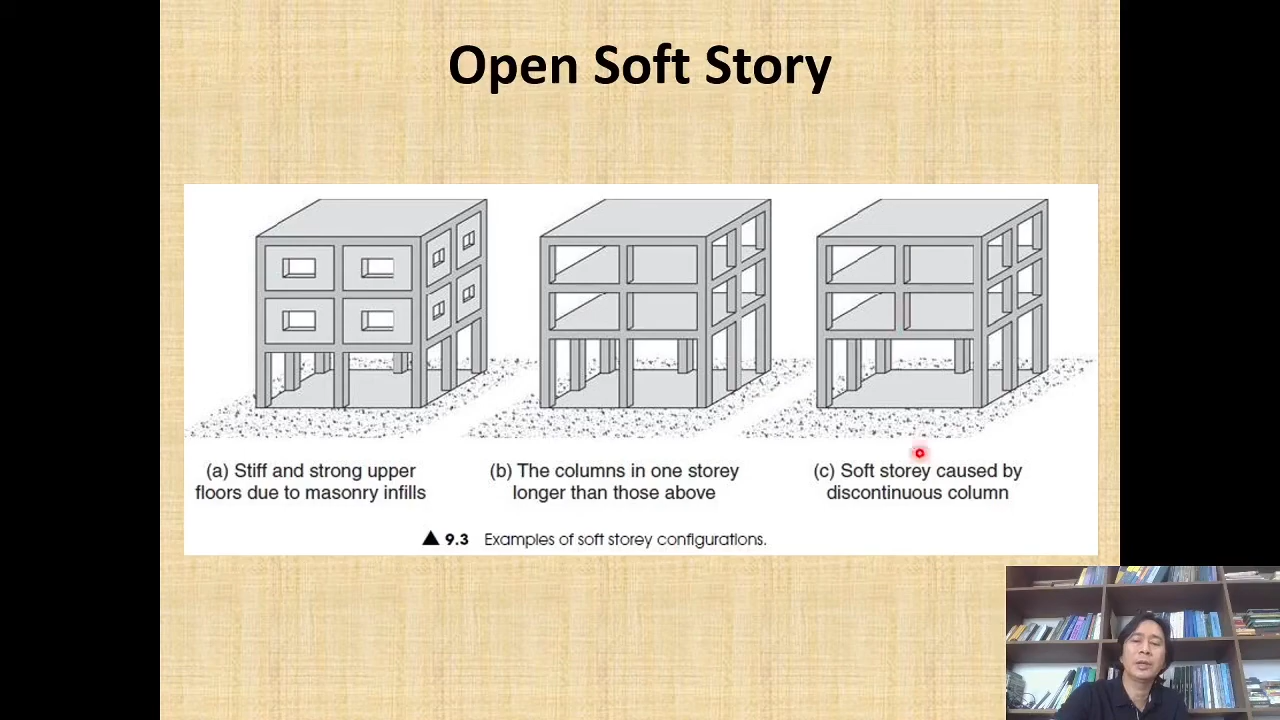 Open Soft Story
(a) Stiff and strong upper
floors due to masonry infills
(b) The columns in one storey
longer than those above
(c) Soft storey caused by
discontinuous column
▲ 9.3 Examples of soft storey configurations.